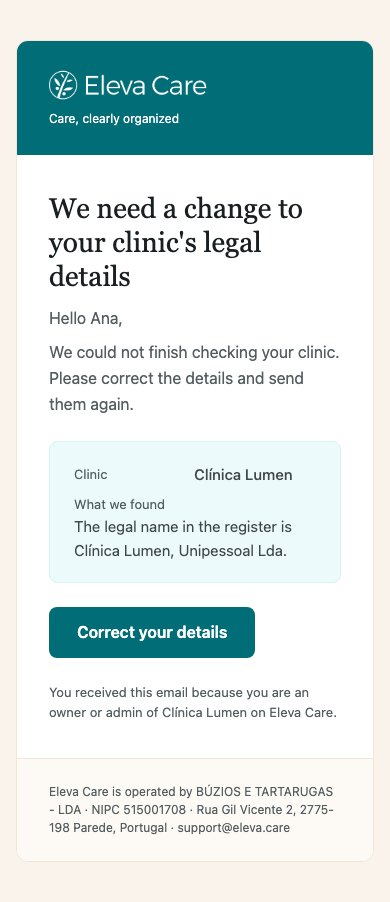 Eleva Care
Care, clearly organized
We need a change to
your clinic's legal
details
Hello Ana,
We could not finish checking your clinic.
Please correct the details and send
them again.
Clinic Clínica Lumen
What we found
The legal name in the register is
Clínica Lumen, Unipessoal Lda.
Correct your details
You received this email because you are an
owner or admin of Clínica Lumen on Eleva Care.
Eleva Care is operated by BÚZIOS E TARTARUGAS
- LDA · NIPC 515001708 · Rua Gil Vicente 2, 2775-
198 Parede, Portugal · support@eleva.care